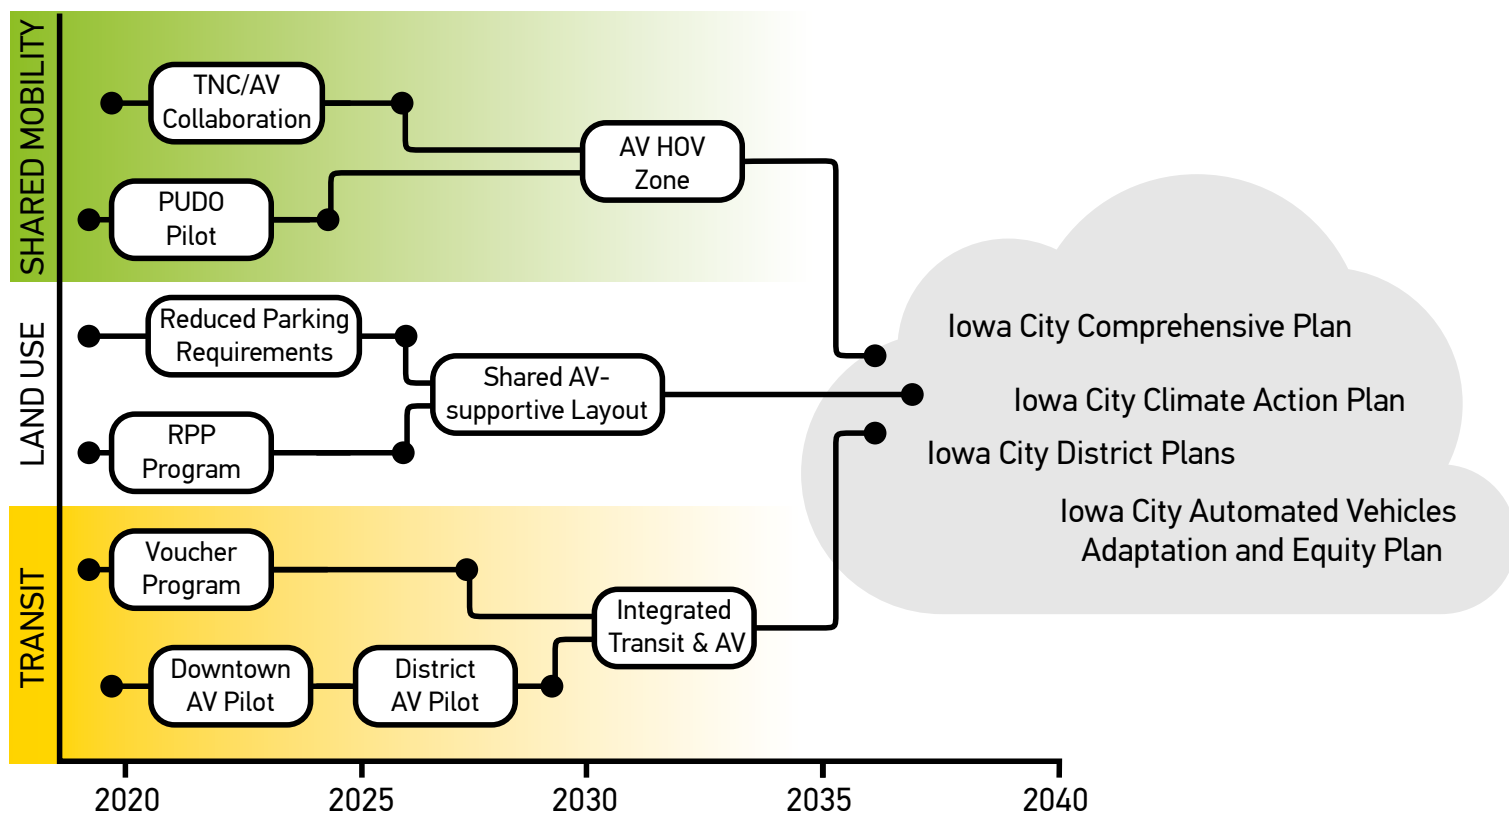 SHARED MOBILITY
TNC/AV
Collaboration
PUDO
Pilot
AV HOV
Zone
LAND USE
Reduced Parking
Requirements
RPP
Program
Shared AV-
supportive Layout
TRANSIT
Voucher
Program
Downtown
AV Pilot
District
AV Pilot
Integrated
Transit & AV
Iowa City Comprehensive Plan
Iowa City Climate Action Plan
Iowa City District Plans
Iowa City Automated Vehicles
Adaptation and Equity Plan
2020 2025 2030 2035 2040